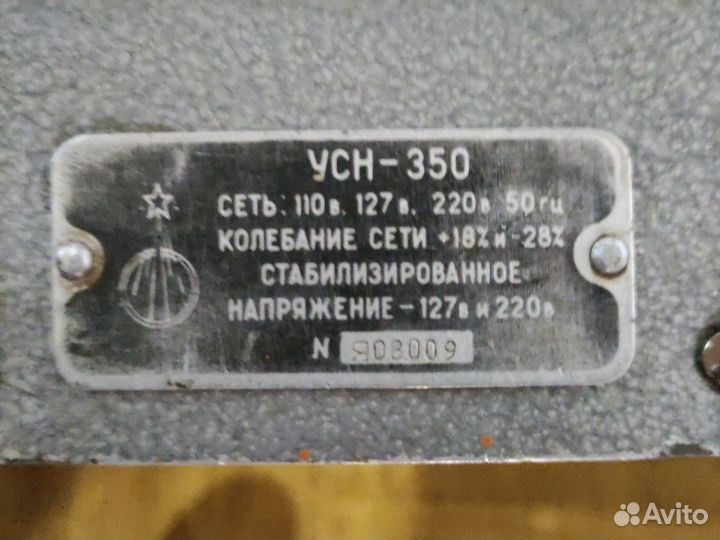 УСН-350
СЕТЬ: 110в. 127в. 220в 50гц
КОЛЕБАНИЕ СЕТИ +18% и -28%
СТАБИЛИЗИРОВАННОЕ
НАПРЯЖЕНИЕ-127в и 220в
N Я08009
Avito